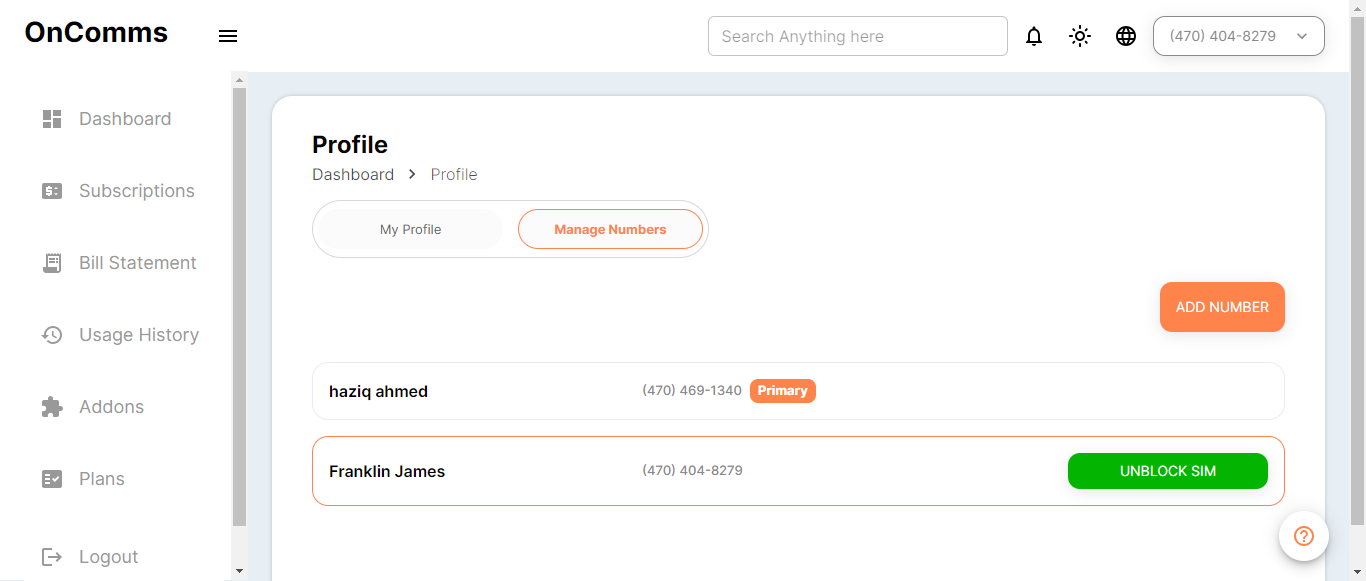 OnComms
Search Anything here
(470) 404-8279
Dashboard
Subscriptions
Bill Statement
Usage History
Addons
Plans
Logout
Profile
Dashboard > Profile
My Profile
Manage Numbers
ADD NUMBER
haziq ahmed (470) 469-1340 Primary
Franklin James (470) 404-8279 UNBLOCK SIM